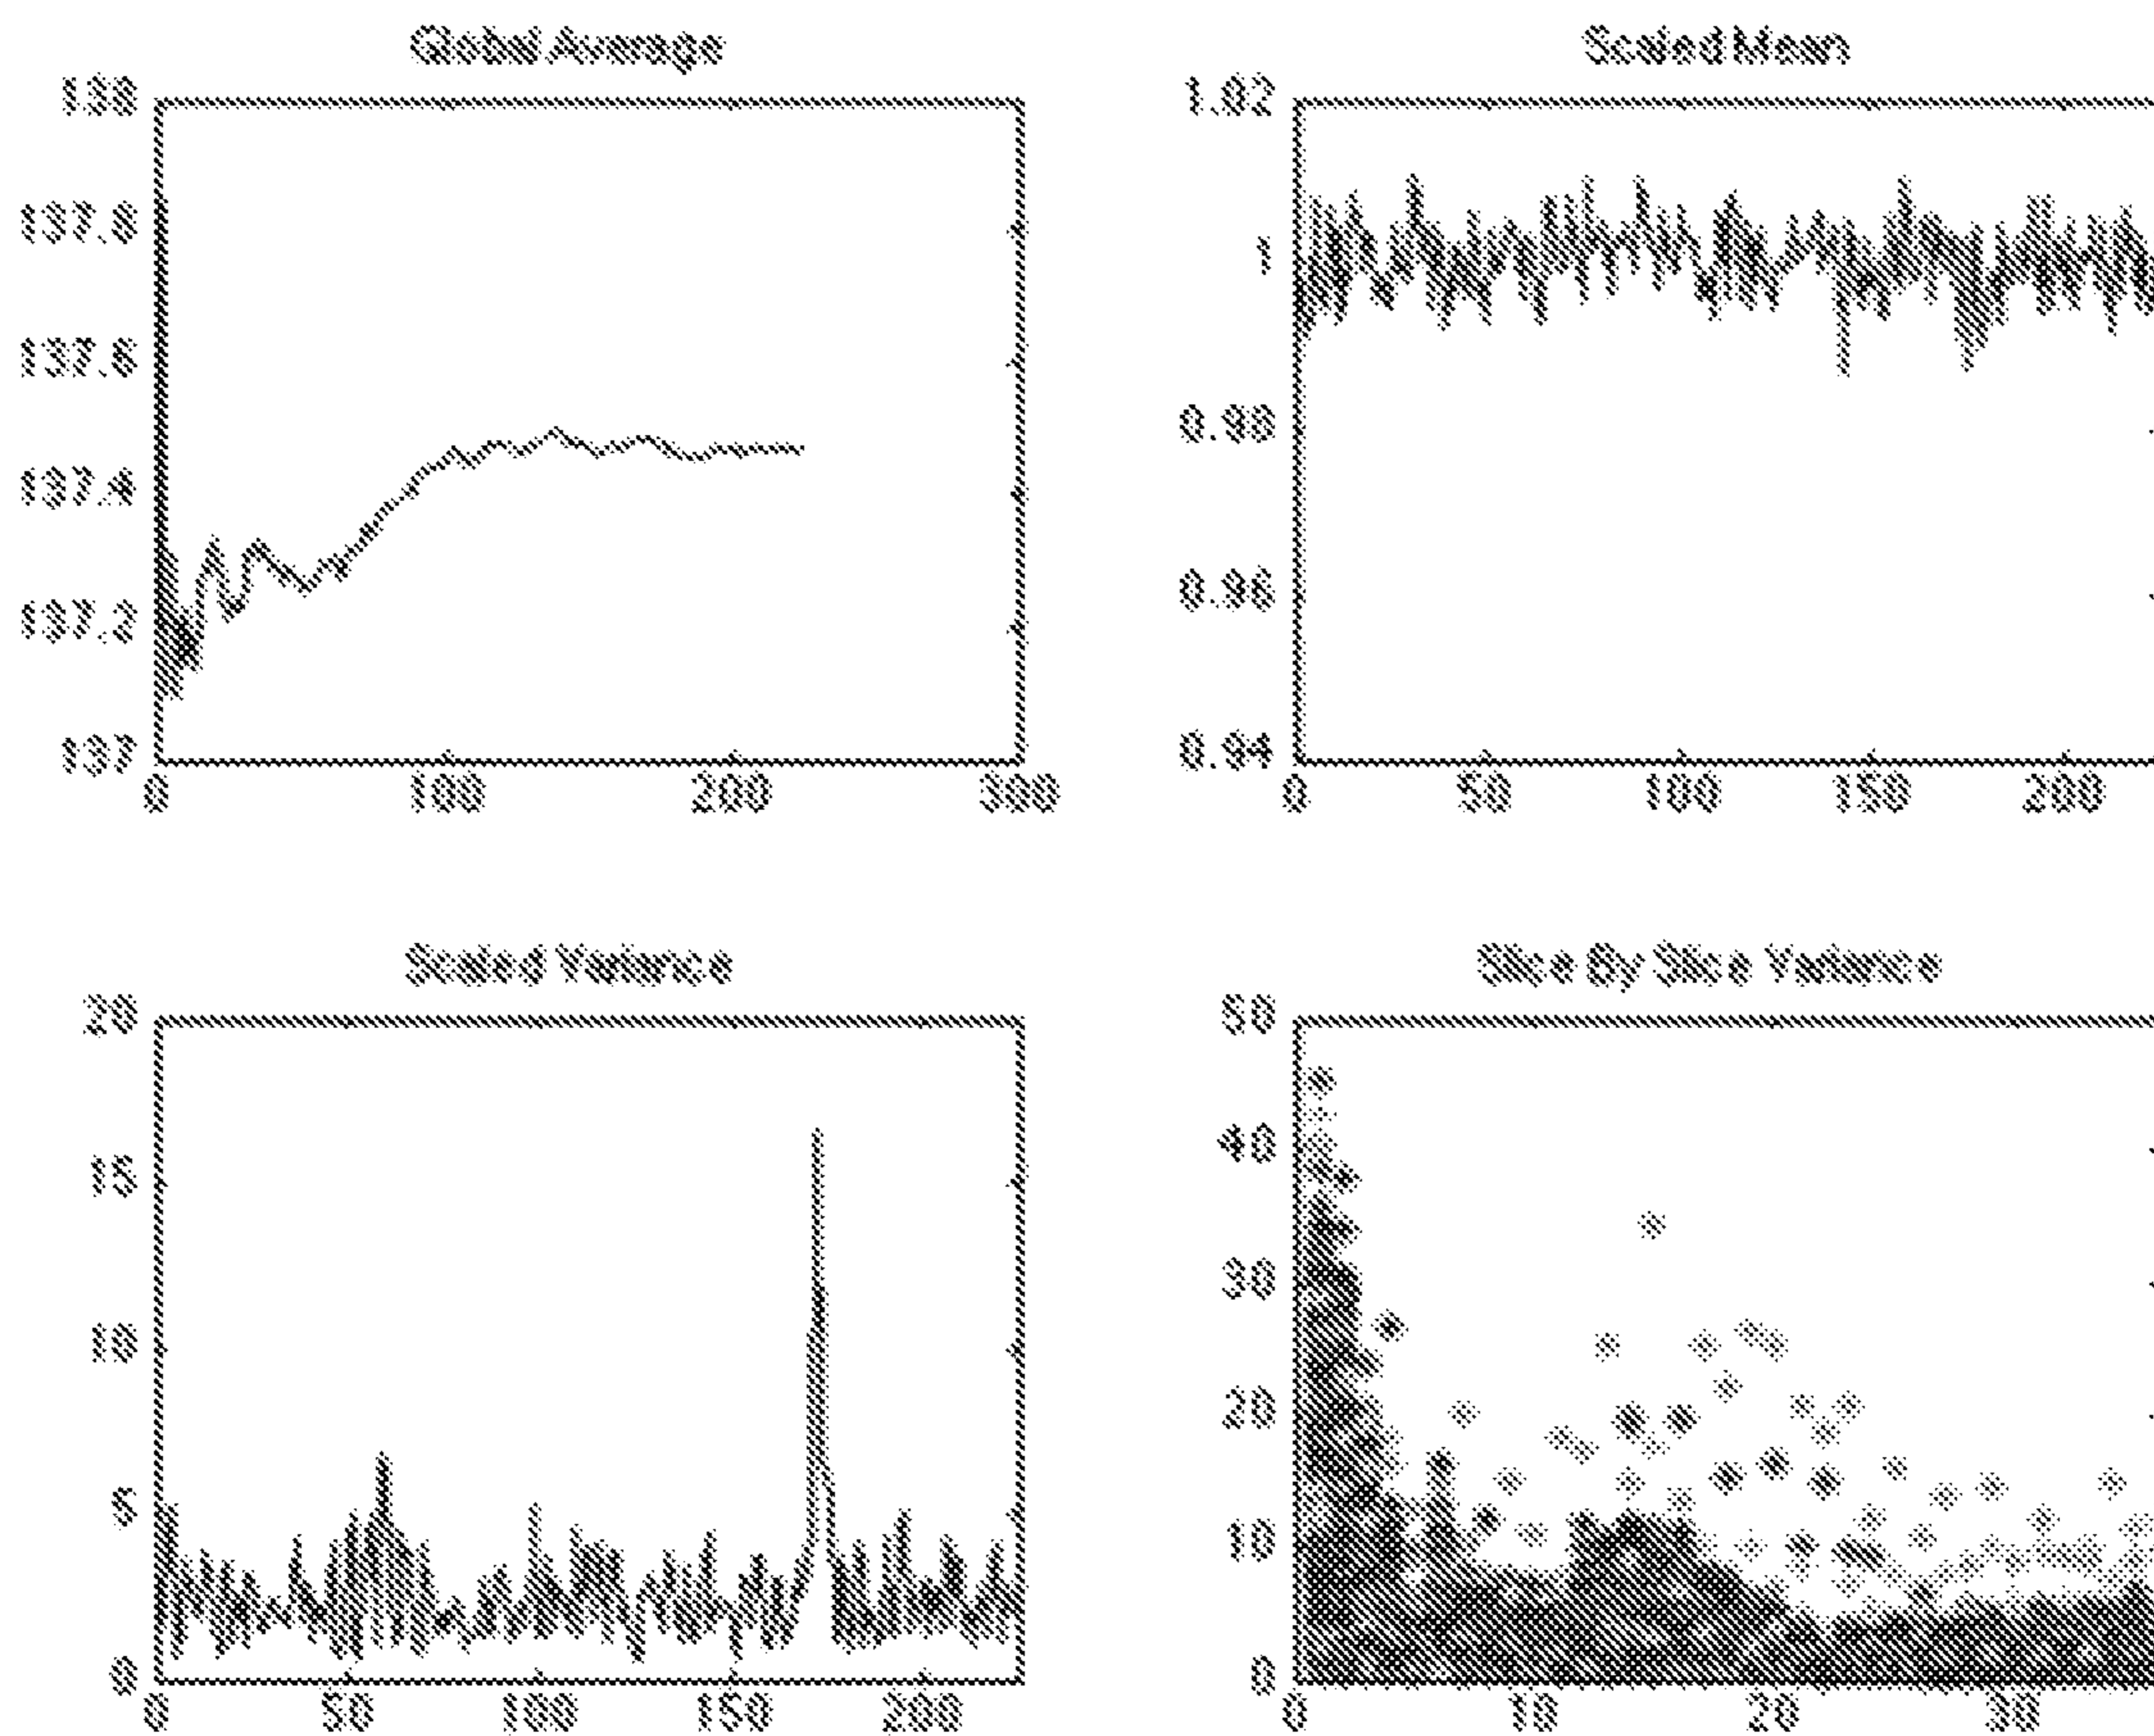 Global Average
138
137.8
137.6
137.4
137.2
137
0 100 200 300
Scaled Mean
1.02
1
0.98
0.96
0.94
0 50 100 150 200
Scaled Variance
20
15
10
5
0
0 50 100 150 200
Slice By Slice Variance
50
40
30
20
10
0
0 10 20 30